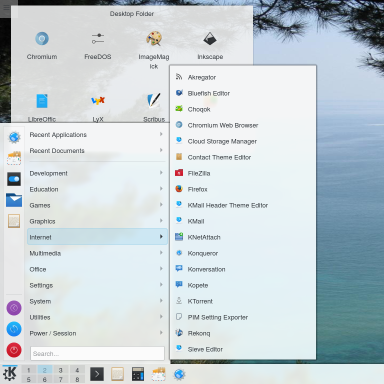 Desktop Folder
Chromium
FreeDOS
ImageMag
ick
Inkscape
LibreOffic
LyX
Scribus
Recent Applications
Recent Documents
Development
Education
Games
Graphics
Internet
Multimedia
Office
Settings
System
Utilities
Power / Session
Search...
Akregator
Bluefish Editor
Choqok
Chromium Web Browser
Cloud Storage Manager
Contact Theme Editor
FileZilla
Firefox
KMail Header Theme Editor
KMail
KNetAttach
Konqueror
Konversation
Kopete
KTorrent
PIM Setting Exporter
Rekonq
Sieve Editor
1 2 3 4
5 6 7 8